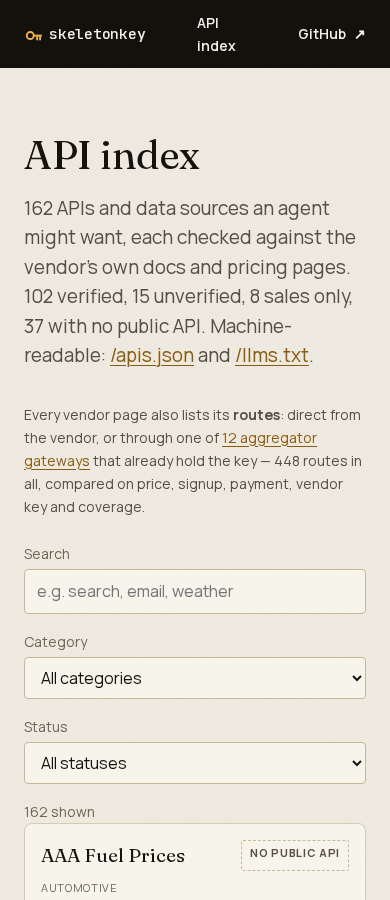 skeletonkey
API
index
GitHub ↗
API index
162 APIs and data sources an agent
might want, each checked against the
vendor's own docs and pricing pages.
102 verified, 15 unverified, 8 sales only,
37 with no public API. Machine-
readable: /apis.json and /llms.txt.
Every vendor page also lists its routes: direct from
the vendor, or through one of 12 aggregator
gateways that already hold the key — 448 routes in
all, compared on price, signup, payment, vendor
key and coverage.
Search
e.g. search, email, weather
Category
All categories
Status
All statuses
162 shown
AAA Fuel Prices
NO PUBLIC API
AUTOMOTIVE